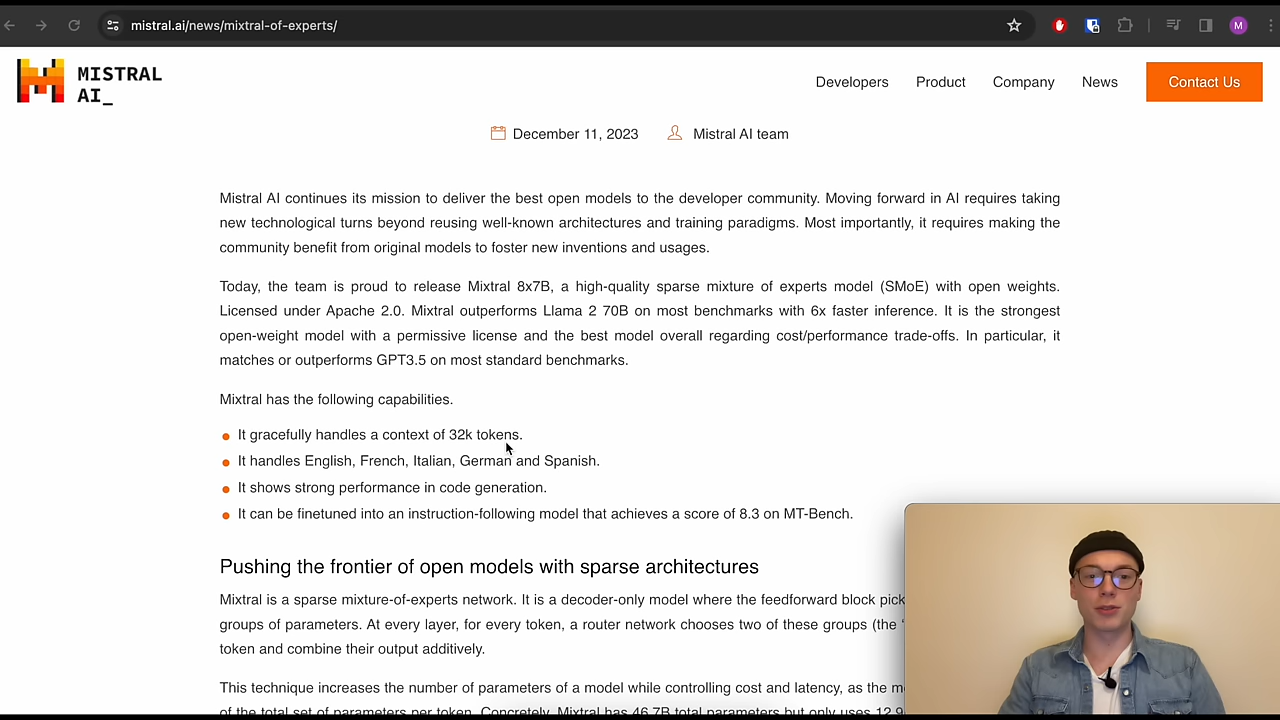 mistral.ai/news/mixtral-of-experts/
M
MISTRAL
AI_
Developers
Product
Company
News
Contact Us
December 11, 2023
Mistral AI team
Mistral AI continues its mission to deliver the best open models to the developer community. Moving forward in AI requires taking
new technological turns beyond reusing well-known architectures and training paradigms. Most importantly, it requires making the
community benefit from original models to foster new inventions and usages.
Today, the team is proud to release Mixtral 8x7B, a high-quality sparse mixture of experts model (SMoE) with open weights.
Licensed under Apache 2.0. Mixtral outperforms Llama 2 70B on most benchmarks with 6x faster inference. It is the strongest
open-weight model with a permissive license and the best model overall regarding cost/performance trade-offs. In particular, it
matches or outperforms GPT3.5 on most standard benchmarks.
Mixtral has the following capabilities.
It gracefully handles a context of 32k tokens.
It handles English, French, Italian, German and Spanish.
It shows strong performance in code generation.
It can be finetuned into an instruction-following model that achieves a score of 8.3 on MT-Bench.
Pushing the frontier of open models with sparse architectures
Mixtral is a sparse mixture-of-experts network. It is a decoder-only model where the feedforward block pick
groups of parameters. At every layer, for every token, a router network chooses two of these groups (the “
token and combine their output additively.
This technique increases the number of parameters of a model while controlling cost and latency, as the m
of the total set of parameters per token. Concretely, Mixtral has 46.7B total parameters but only uses 12.9